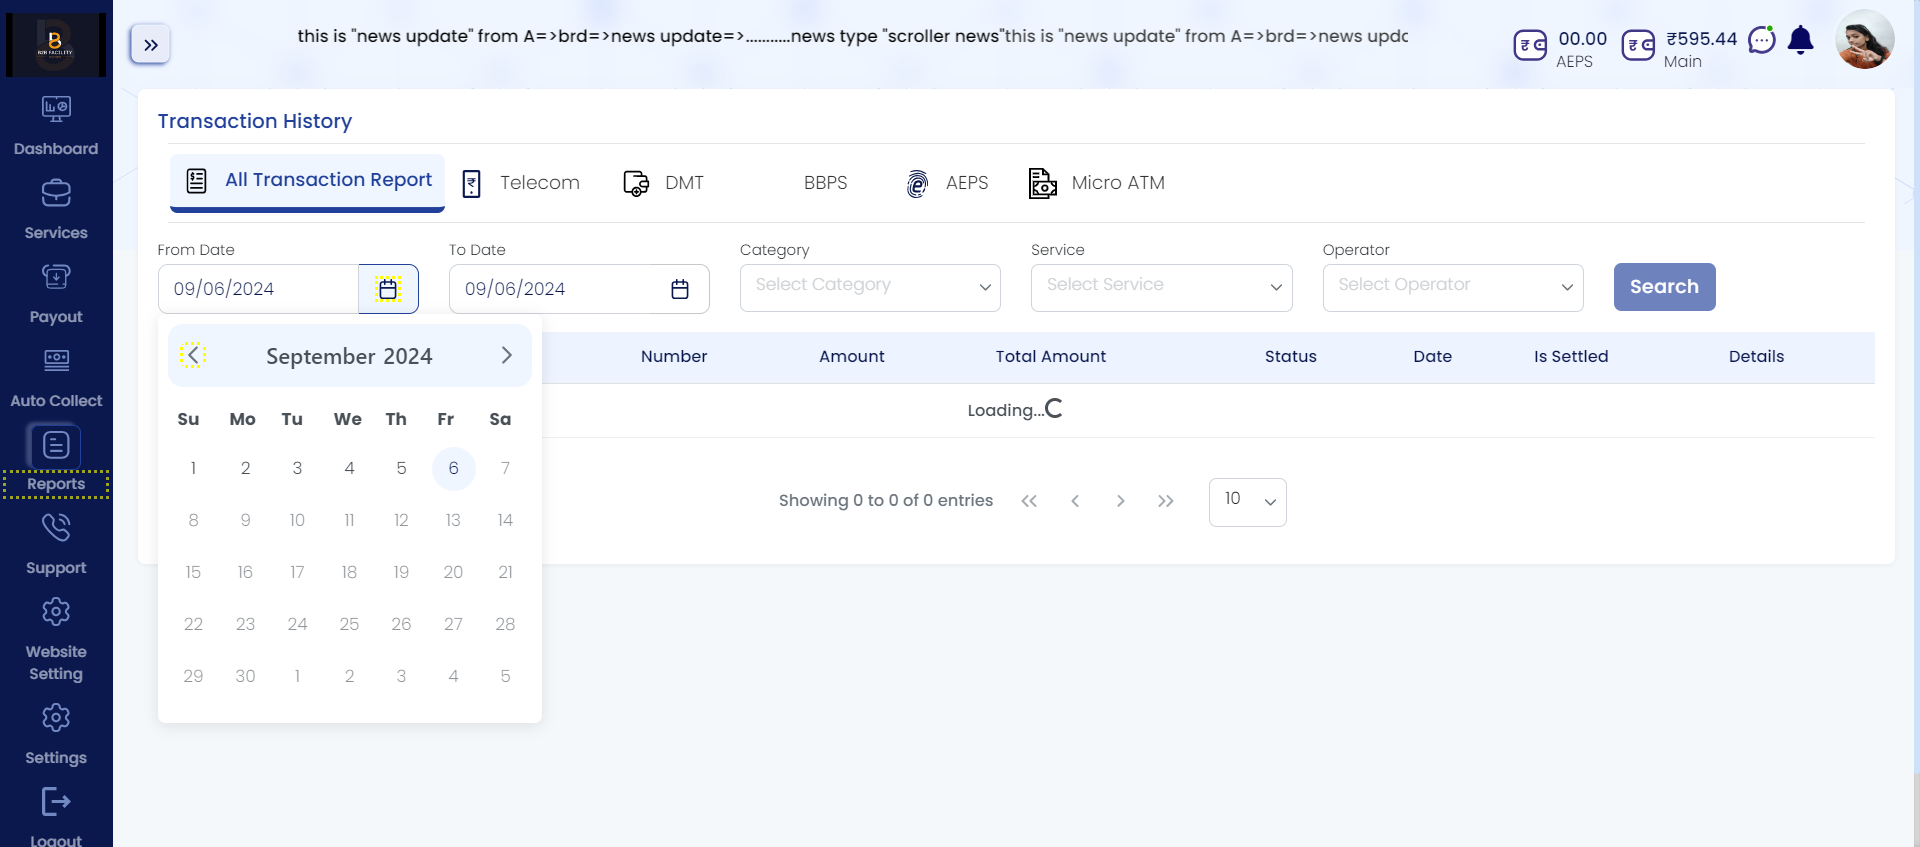 B2B FACILITY
this is "news update" from A=>brd=>news update=>...........news type "scroller news"this is "news update" from A=>brd=>news upda
00.00
AEPS
₹595.44
Main
Dashboard
Services
Payout
Auto Collect
Reports
Support
Website
Setting
Settings
Logout
Transaction History
All Transaction Report Telecom DMT BBPS AEPS Micro ATM
From Date To Date Category Service Operator
09/06/2024 09/06/2024 Select Category Select Service Select Operator Search
Number Amount Total Amount Status Date Is Settled Details
Loading...
Showing 0 to 0 of 0 entries 10
September 2024
Su Mo Tu We Th Fr Sa
1 2 3 4 5 6 7
8 9 10 11 12 13 14
15 16 17 18 19 20 21
22 23 24 25 26 27 28
29 30 1 2 3 4 5